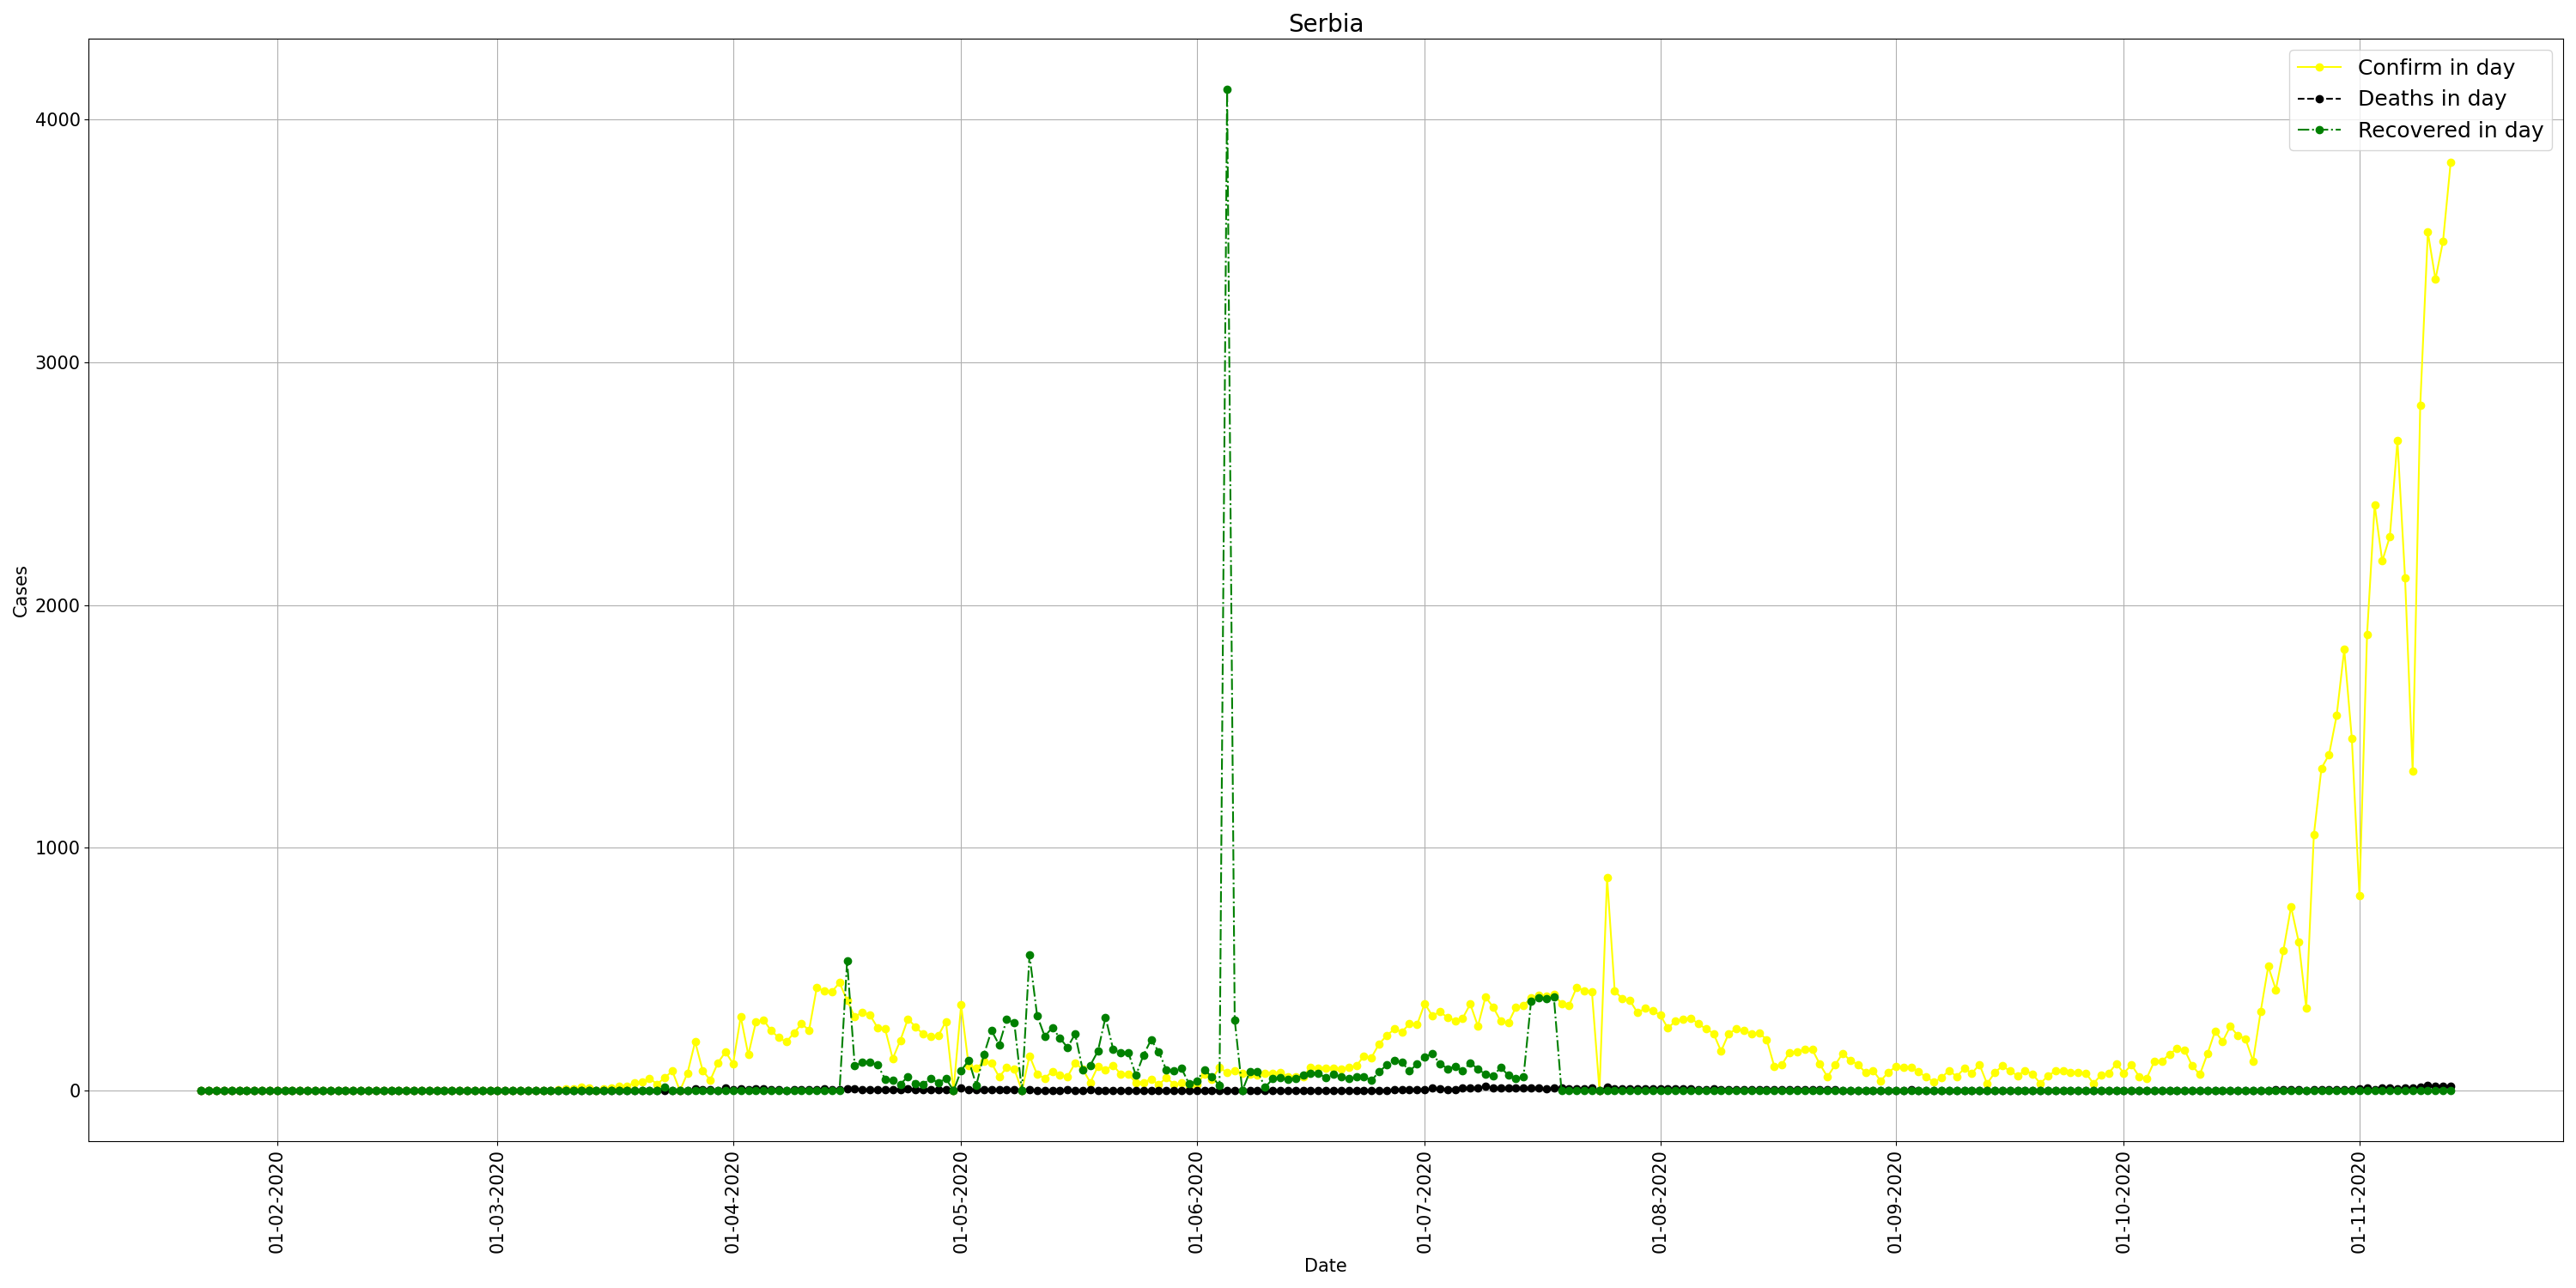 Serbia
Confirm in day
Deaths in day
Recovered in day
4000
3000
2000
1000
0
Cases
01-02-2020
01-03-2020
01-04-2020
01-05-2020
01-06-2020
01-07-2020
01-08-2020
01-09-2020
01-10-2020
01-11-2020
Date